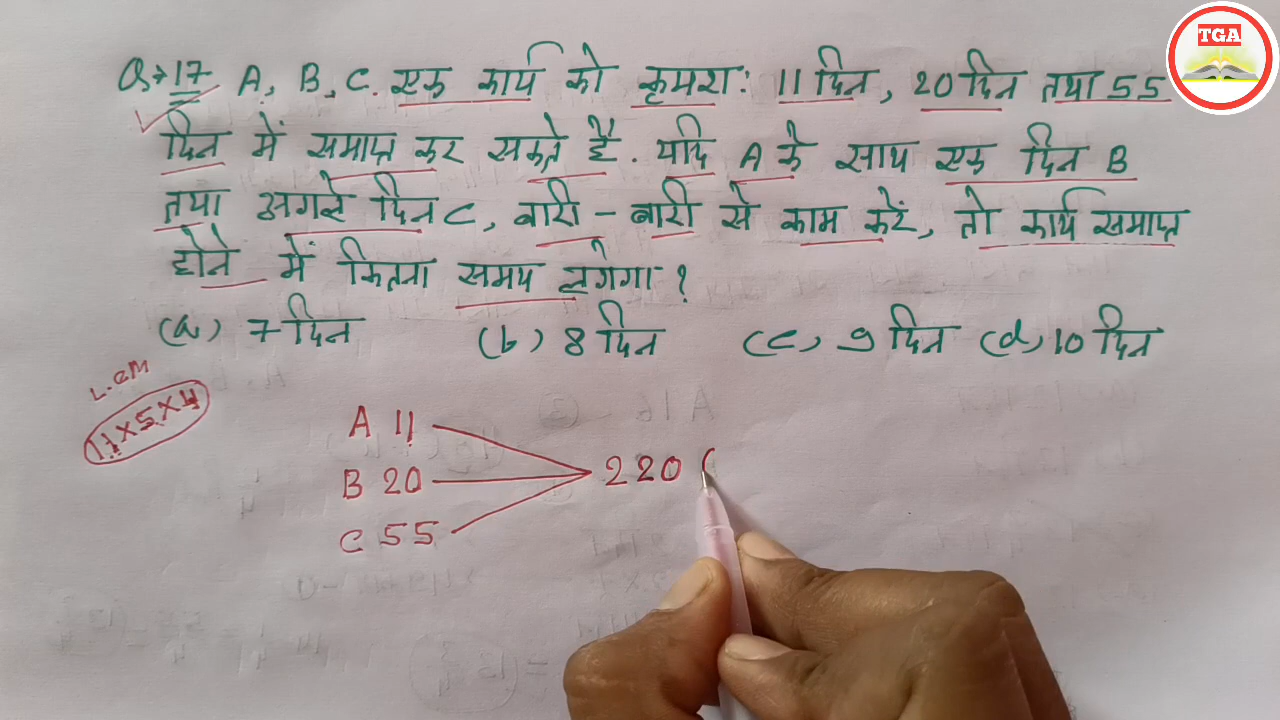 TGA
Q→17 A, B, C. एक कार्य को क्रमशः 11 दिन, 20 दिन तथा 55
दिन में समाप्त कर सकते है. यदि A के साथ एक दिन B
तथा अगले दिन C, बारी - बारी से काम करें, तो कार्य समाप्त
होने में कितना समय लगेगा ?
(a) 7 दिन (b) 8 दिन (c) 9 दिन (d) 10 दिन
L.CM
11×5×4
A 11
B 20
C 55
220 (